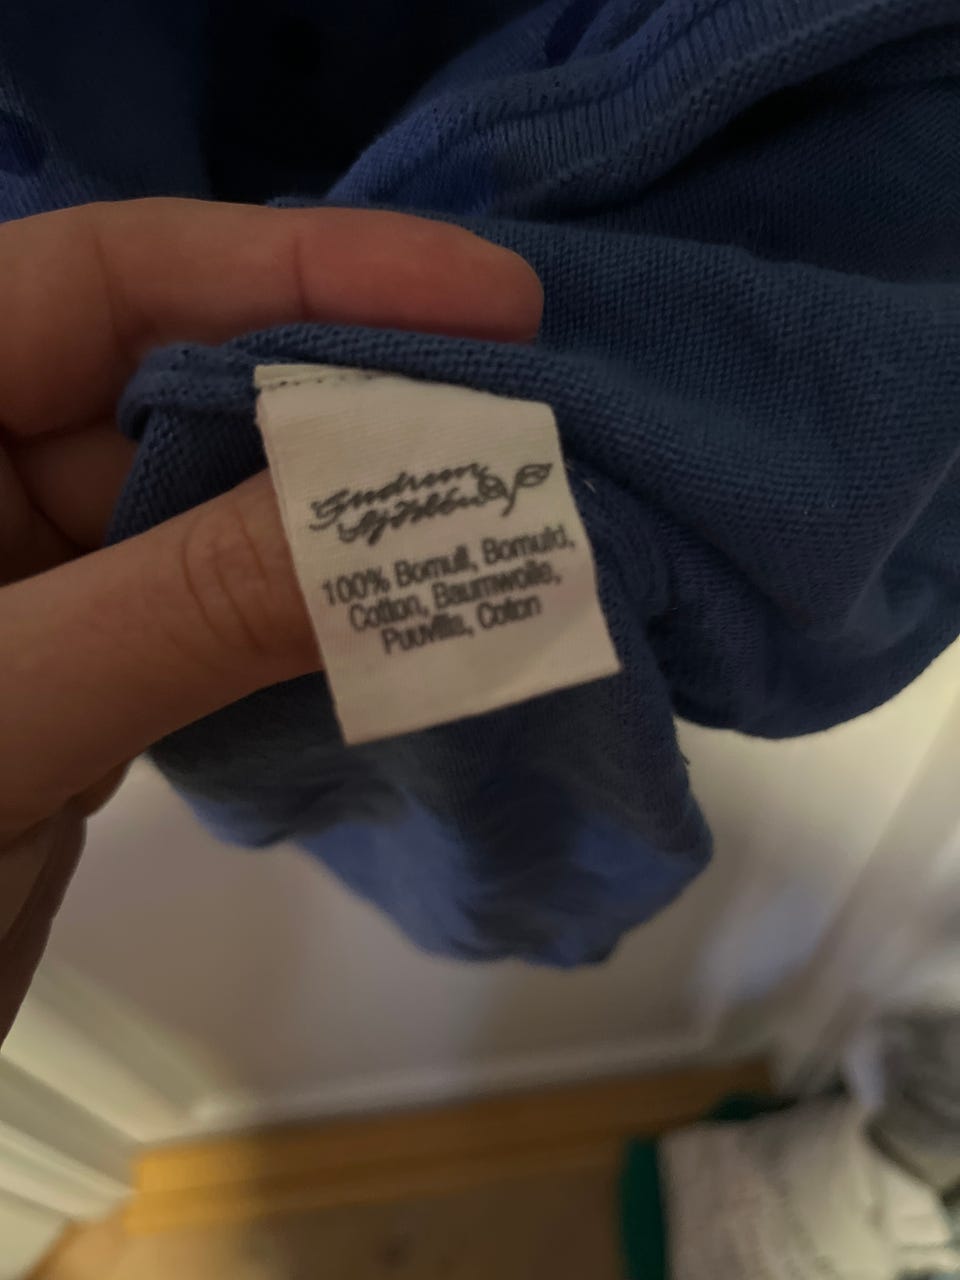 Gudrun
Sjödén
100% Bomull, Bomuld,
Cotton, Baumwolle,
Puuvilla, Coton